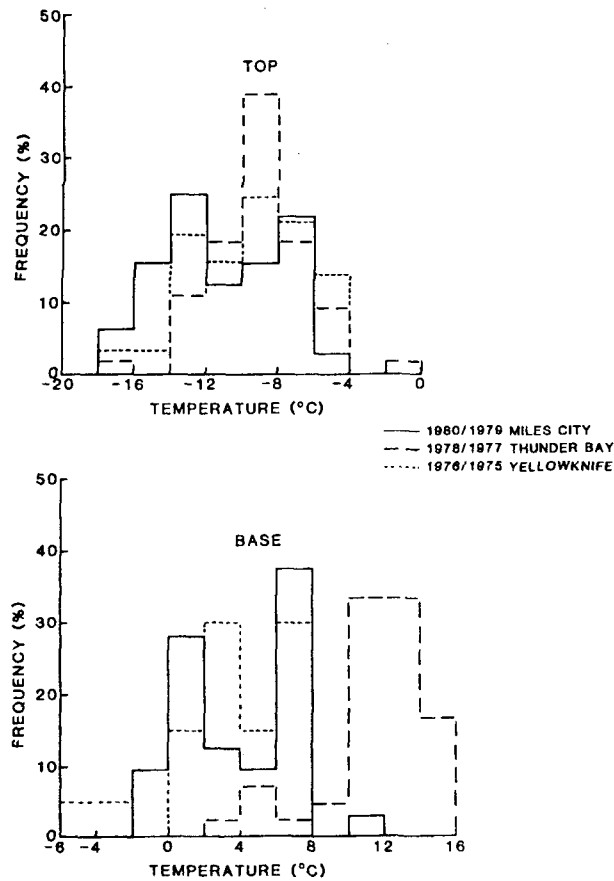 50
40
30
20
10
0
FREQUENCY (%)
TOP
-20
-16
-12
-8
-4
0
TEMPERATURE (°C)
1980/1979 MILES CITY
1978/1977 THUNDER BAY
1976/1975 YELLOWKNIFE
50
40
30
20
10
0
FREQUENCY (%)
BASE
-6
-4
0
4
8
12
16
TEMPERATURE (°C)